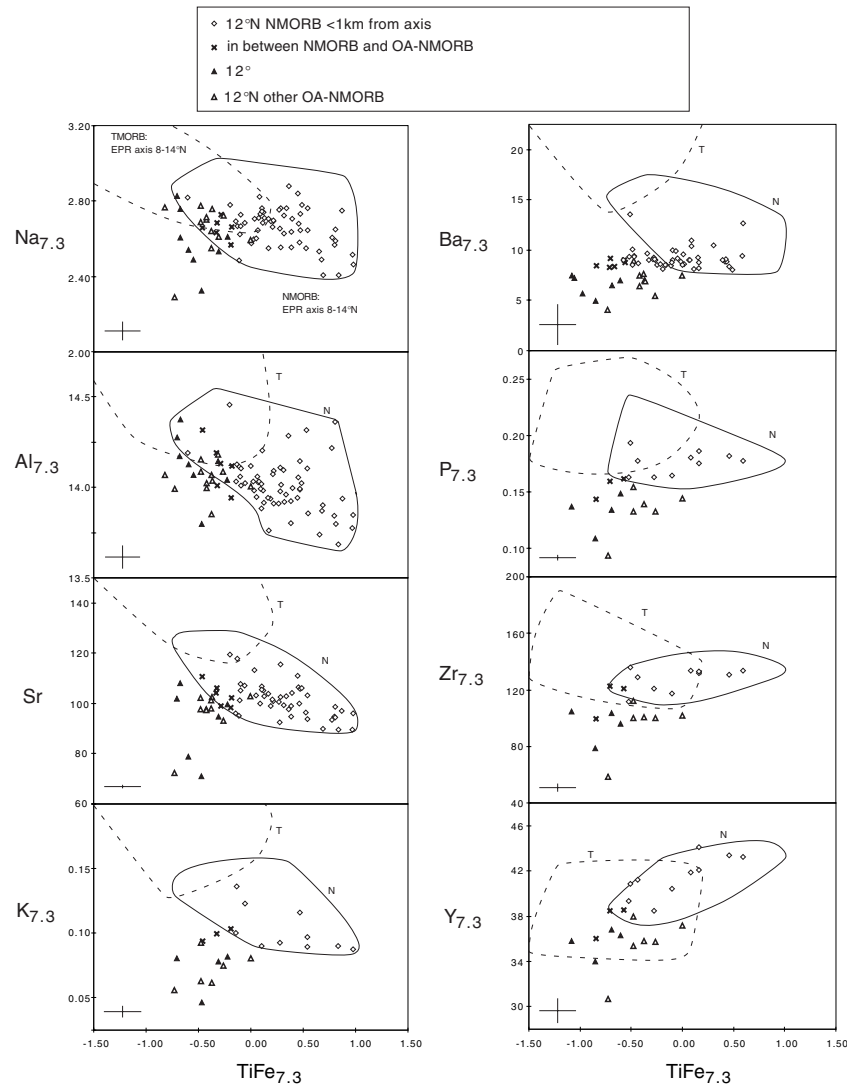 12°N NMORB <1km from axis
in between NMORB and OA-NMORB
12°
12°N other OA-NMORB
3.20
2.80
2.40
2.00
Na7.3
TMORB:
EPR axis 8-14°N
NMORB:
EPR axis 8-14°N
14.5
14.0
13.5
Al7.3
T
N
140
120
100
80
60
Sr
T
N
0.15
0.10
0.05
K7.3
T
N
-1.50
-1.00
-0.50
0.00
0.50
1.00
1.50
TiFe7.3
20
15
10
5
0
Ba7.3
T
N
0.25
0.20
0.15
0.10
P7.3
T
N
200
160
120
80
40
Zr7.3
T
N
46
42
38
34
30
Y7.3
T
N
-1.50
-1.00
-0.50
0.00
0.50
1.00
1.50
TiFe7.3